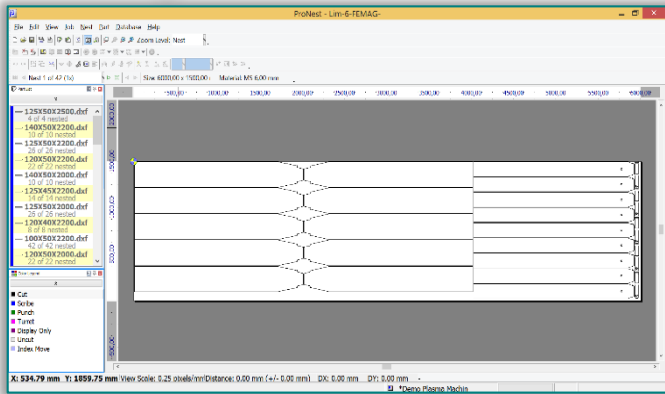 ProNest - Lim-6-FEMAG-
File Edit View Job Nest Part Database Help
Zoom Level: Nest
Nest 1 of 42 (1x) Size: 6000,00 x 1500,00 Material: MS 6.00 mm
500,00 1000,00 1500,00 2000,00 2500,00 3000,00 3500,00 4000,00 4500,00 5000,00 5500,00 6000,00
125X50X2500.dxf
4 of 4 nested
140X50X2200.dxf
10 of 10 nested
125X50X2200.dxf
26 of 26 nested
120X50X2200.dxf
22 of 22 nested
140X50X2000.dxf
10 of 10 nested
125X45X2200.dxf
14 of 14 nested
125X50X2000.dxf
26 of 26 nested
120X40X2200.dxf
8 of 8 nested
100X50X2200.dxf
42 of 42 nested
120X50X2000.dxf
22 of 22 nested
Cut
Scribe
Punch
Turret
Display Only
Uncut
Index Move
X: 534.79 mm Y: 1859.75 mm View Scale: 0.25 pixels/mm Distance: 0.00 mm (+/- 0.00 mm) DX: 0.00 mm DY: 0.00 mm
*Demo Plasma Machin